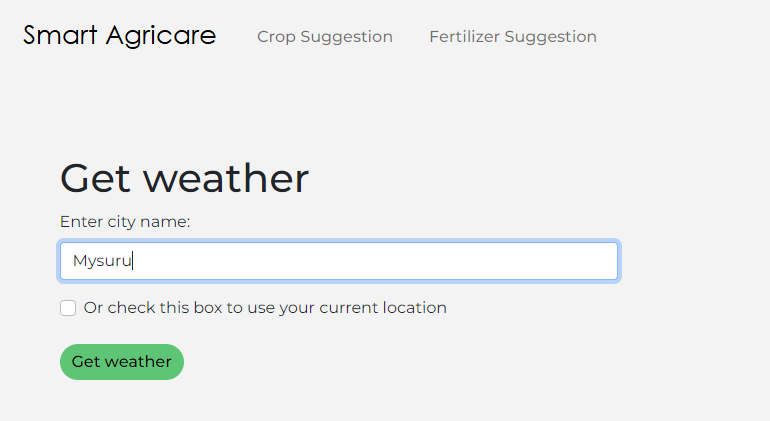 Smart Agricare Crop Suggestion Fertilizer Suggestion
Get weather
Enter city name:
Mysuru
Or check this box to use your current location
Get weather